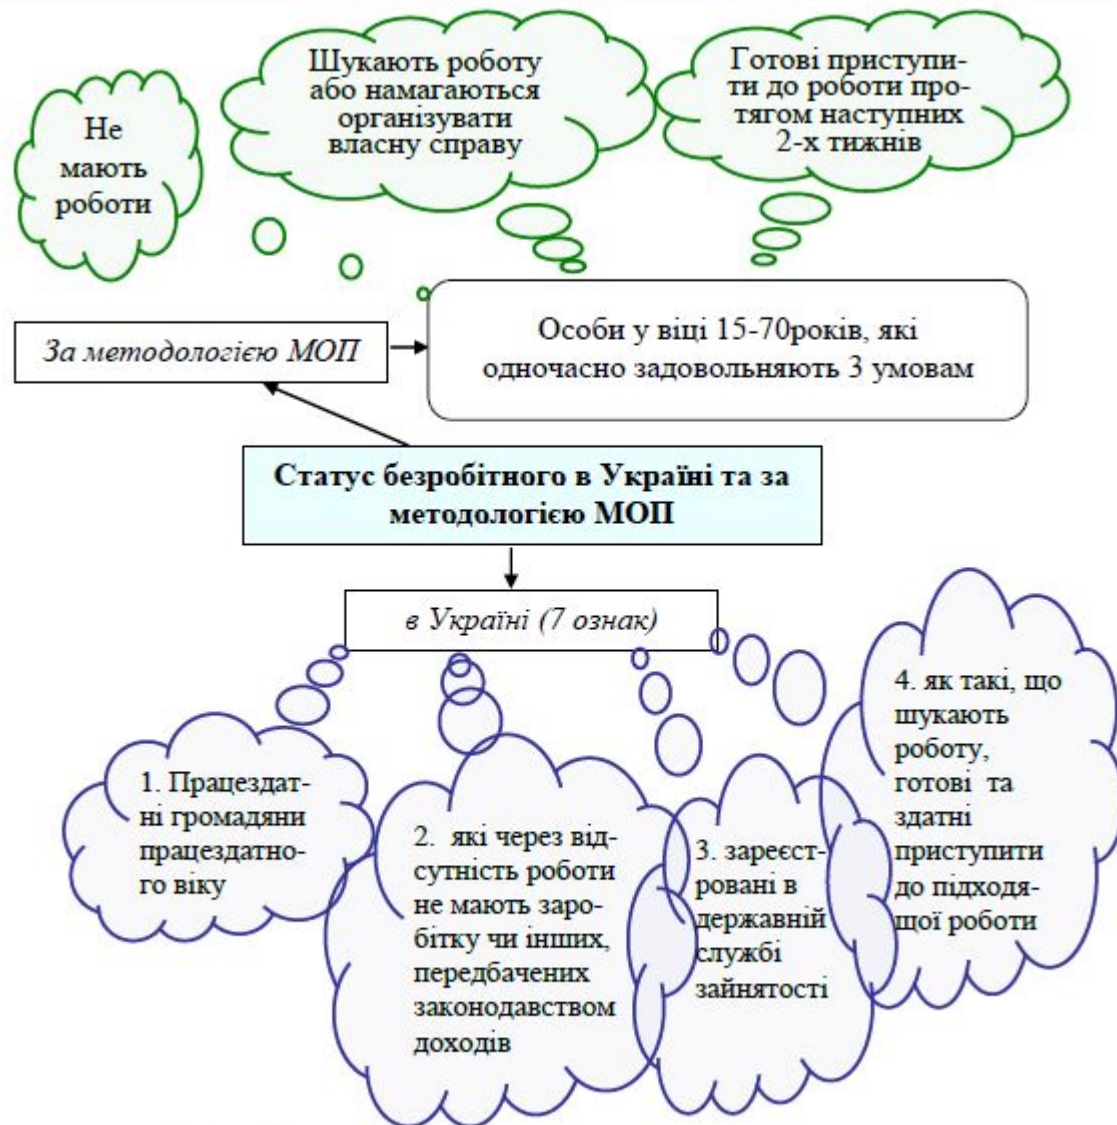 Не
мають
роботи
Шукають роботу
або намагаються
організувати
власну справу
Готові приступи-
ти до роботи про-
тягом наступних
2-х тижнів
За методологією МОП
Особи у віці 15-70років, які
одночасно задовольняють 3 умовам
Статус безробітного в Україні та за
методологією МОП
в Україні (7 ознак)
1. Працездат-
ні громадяни
працездатно-
го віку
2. які через від-
сутність роботи
не мають заро-
бітку чи інших,
передбачених
законодавством
доходів
3. зареєст-
ровані в
державній
службі
зайнятості
4. як такі, що
шукають
роботу,
готові та
здатні
приступити
до підходя-
щої роботи